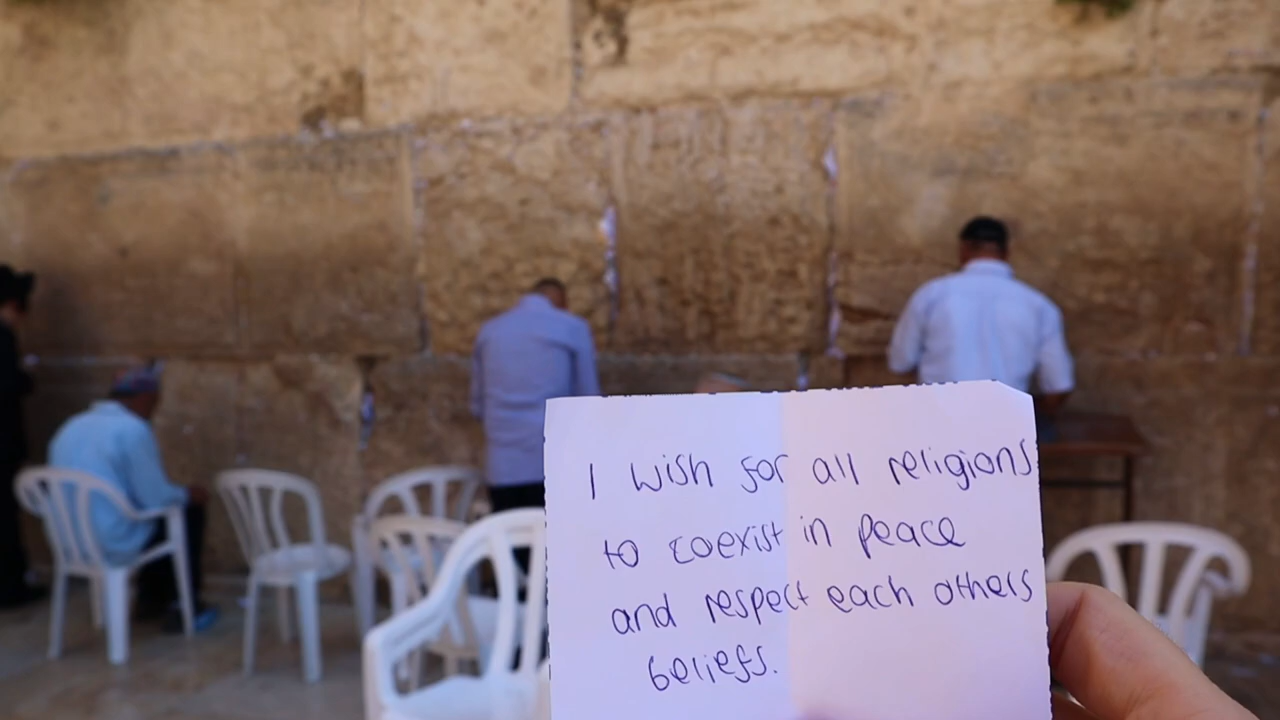 I wish for all religions
to coexist in peace
and respect each others
beliefs.